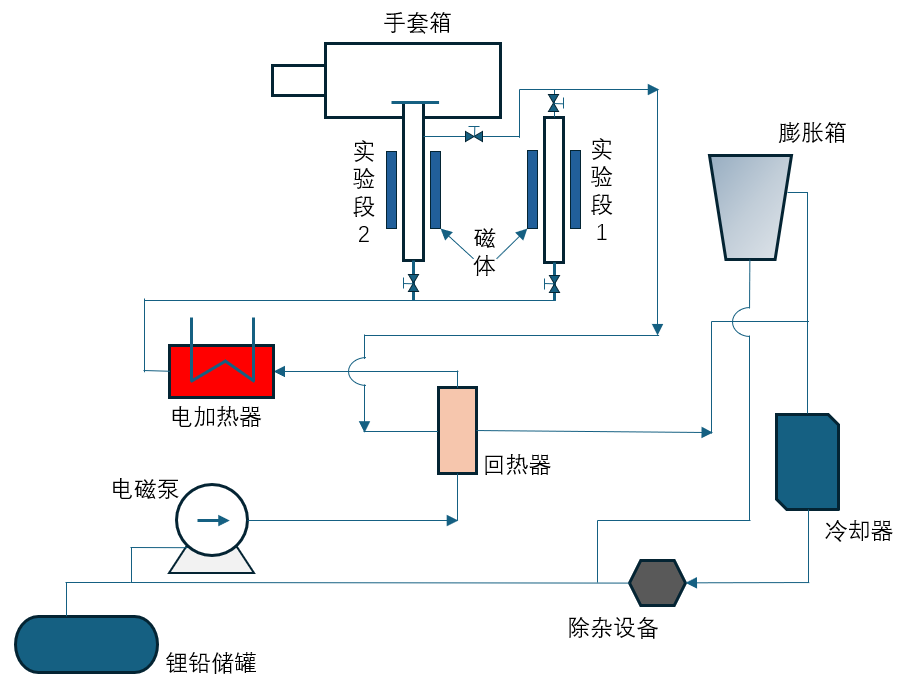 手套箱
膨胀箱
实验段2
实验段1
磁体
电加热器
回热器
电磁泵
冷却器
除杂设备
锂铅储罐